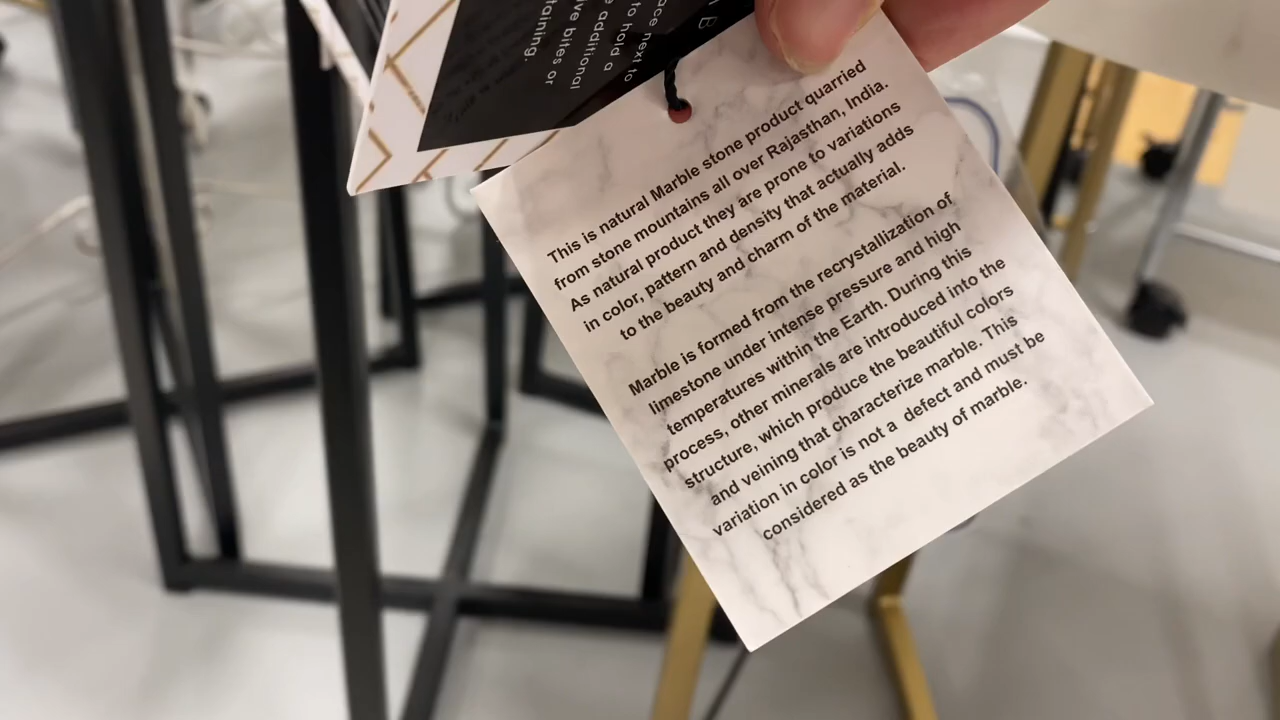 ace next to
to hold a
additional
ve bites or
taining.
B
This is natural Marble stone product quarried
from stone mountains all over Rajasthan, India.
As natural product they are prone to variations
in color, pattern and density that actually adds
to the beauty and charm of the material.
Marble is formed from the recrystallization of
limestone under intense pressure and high
temperatures within the Earth. During this
process, other minerals are introduced into the
structure, which produce the beautiful colors
and veining that characterize marble. This
variation in color is not a defect and must be
considered as the beauty of marble.